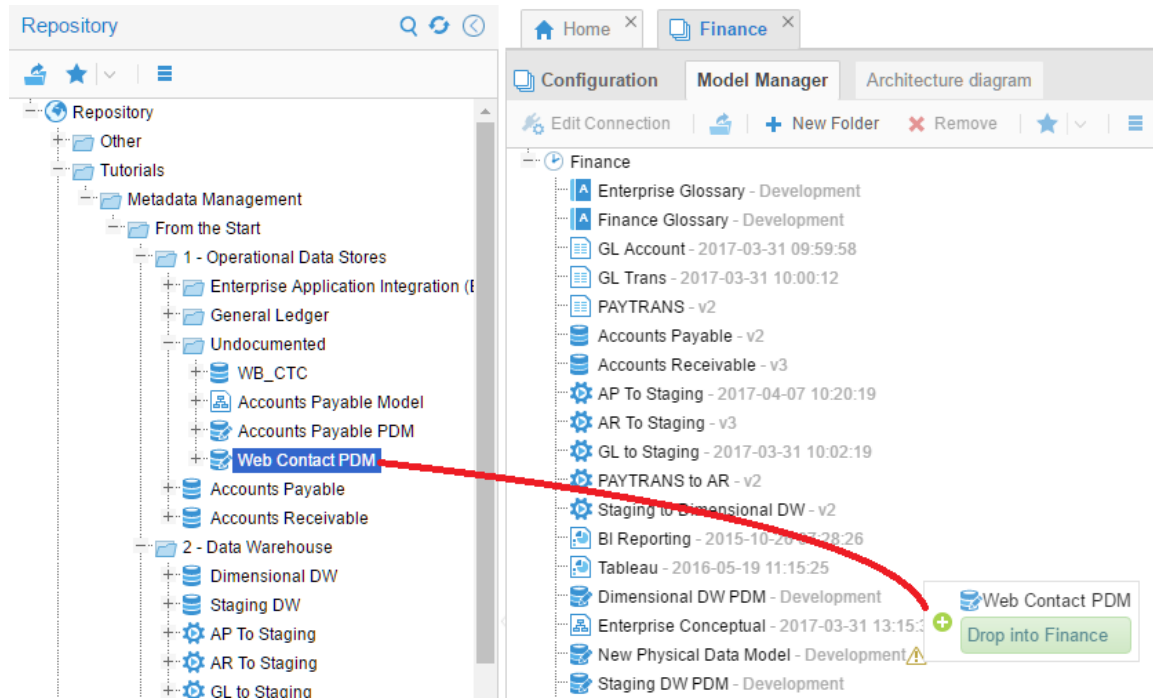 Repository
Repository
Other
Tutorials
Metadata Management
From the Start
1 - Operational Data Stores
Enterprise Application Integration (E
General Ledger
Undocumented
WB_CTC
Accounts Payable Model
Accounts Payable PDM
Web Contact PDM
Accounts Payable
Accounts Receivable
2 - Data Warehouse
Dimensional DW
Staging DW
AP To Staging
AR To Staging
GL to Staging
Home
Finance
Configuration
Model Manager
Architecture diagram
Edit Connection
New Folder
Remove
Finance
Enterprise Glossary - Development
Finance Glossary - Development
GL Account - 2017-03-31 09:59:58
GL Trans - 2017-03-31 10:00:12
PAYTRANS - v2
Accounts Payable - v2
Accounts Receivable - v3
AP To Staging - 2017-04-07 10:20:19
AR To Staging - v3
GL to Staging - 2017-03-31 10:02:19
PAYTRANS to AR - v2
Staging to Dimensional DW - v2
BI Reporting - 2015-10-20 07:28:26
Tableau - 2016-05-19 11:15:25
Dimensional DW PDM - Development
Enterprise Conceptual - 2017-03-31 13:15:3
New Physical Data Model - Development
Staging DW PDM - Development
Web Contact PDM
Drop into Finance